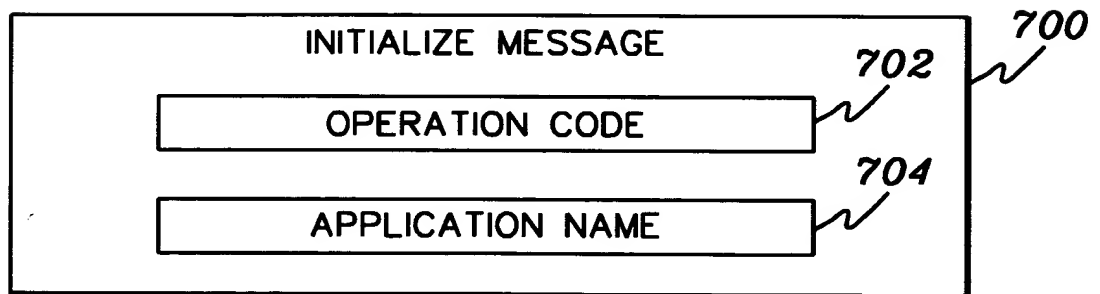 700
INITIALIZE MESSAGE
702
OPERATION CODE
704
APPLICATION NAME